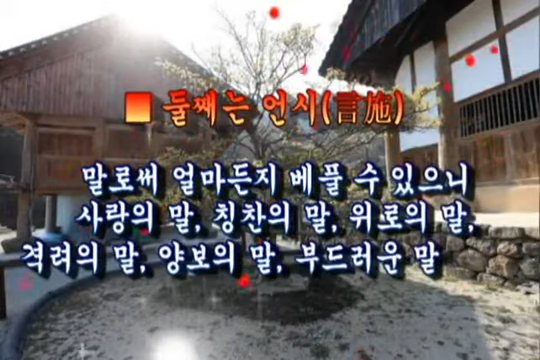 ■ 둘째는 언시(言施)
말로써 얼마든지 베풀 수 있으니
사랑의 말, 칭찬의 말, 위로의 말,
격려의 말, 양보의 말, 부드러운 말